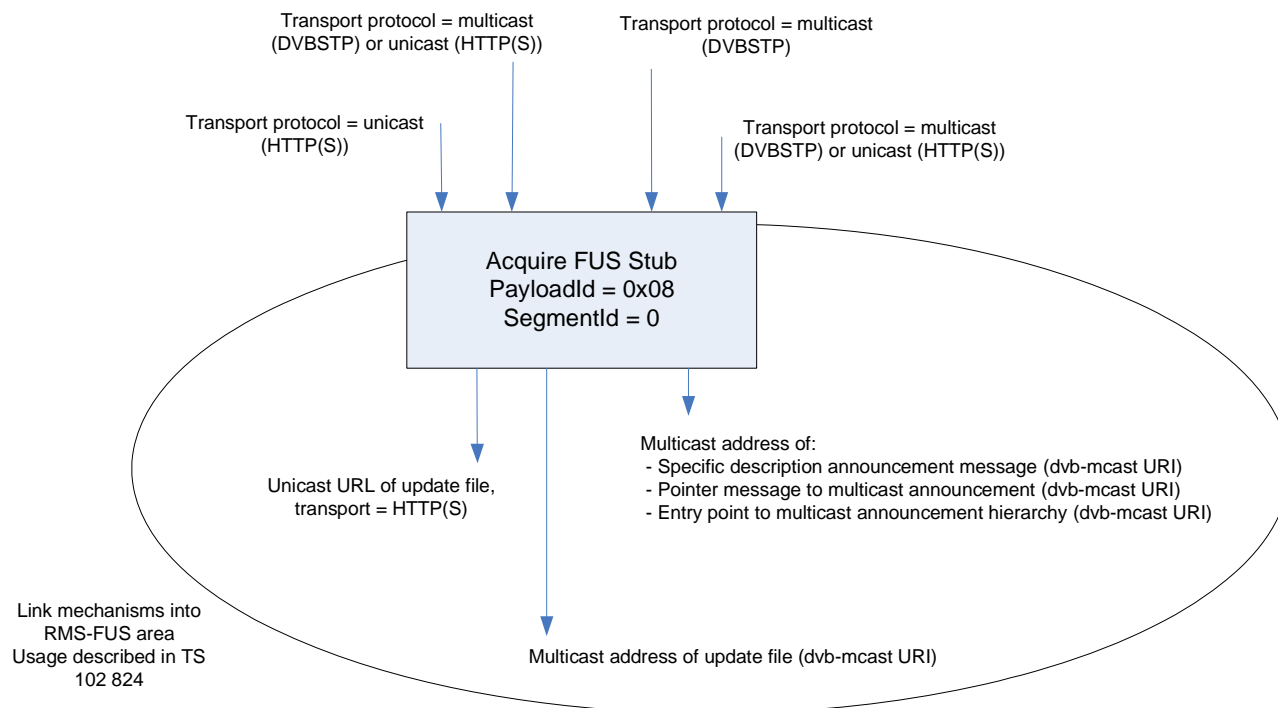 Transport protocol = multicast
(DVBSTP) or unicast (HTTP(S))
Transport protocol = multicast
(DVBSTP)
Transport protocol = unicast
(HTTP(S))
Transport protocol = multicast
(DVBSTP) or unicast (HTTP(S))
Acquire FUS Stub
PayloadId = 0x08
SegmentId = 0
Multicast address of:
- Specific description announcement message (dvb-mcast URI)
- Pointer message to multicast announcement (dvb-mcast URI)
- Entry point to multicast announcement hierarchy (dvb-mcast URI)
Unicast URL of update file,
transport = HTTP(S)
Link mechanisms into
RMS-FUS area
Usage described in TS
102 824
Multicast address of update file (dvb-mcast URI)